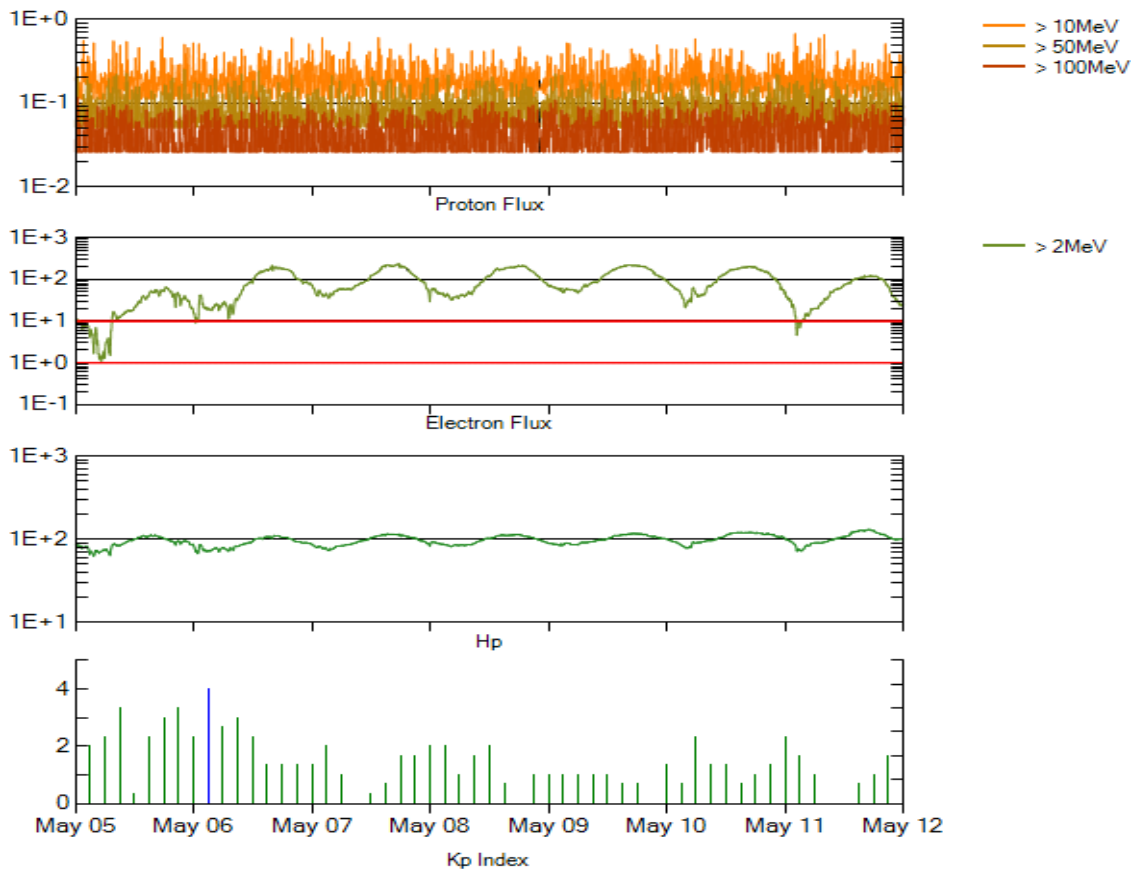 1E+0
1E-1
1E-2
Proton Flux
> 10MeV
> 50MeV
> 100MeV
1E+3
1E+2
1E+1
1E+0
1E-1
Electron Flux
> 2MeV
1E+3
1E+2
1E+1
Hp
4
2
0
May 05 May 06 May 07 May 08 May 09 May 10 May 11 May 12
Kp Index